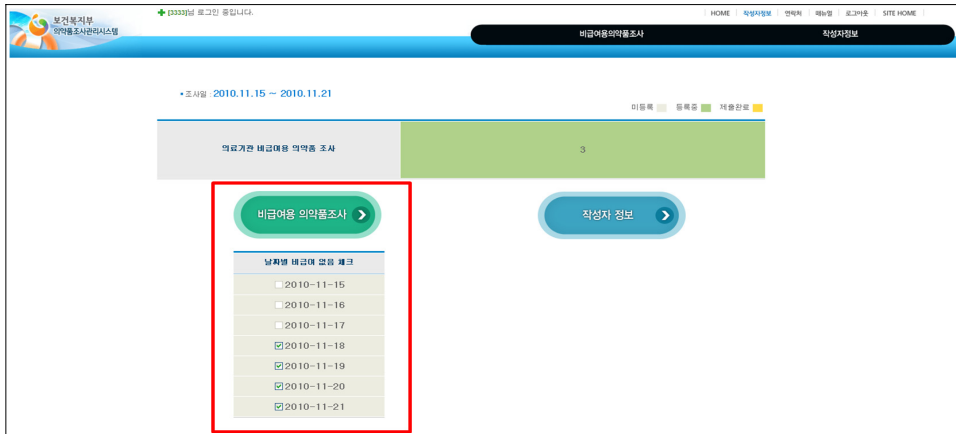 보건복지부
의약품조사관리시스템
[3333]님 로그인 중입니다.
HOME 작성자정보 연락처 매뉴얼 로그아웃 SITE HOME
비급여용의약품조사 작성자정보
조사일 : 2010.11.15 ~ 2010.11.21
미등록 등록중 제출완료
의료기관 비급여용 의약품 조사 3
비급여용 의약품조사 작성자 정보
날짜별 비급여 없음 체크
2010-11-15
2010-11-16
2010-11-17
2010-11-18
2010-11-19
2010-11-20
2010-11-21